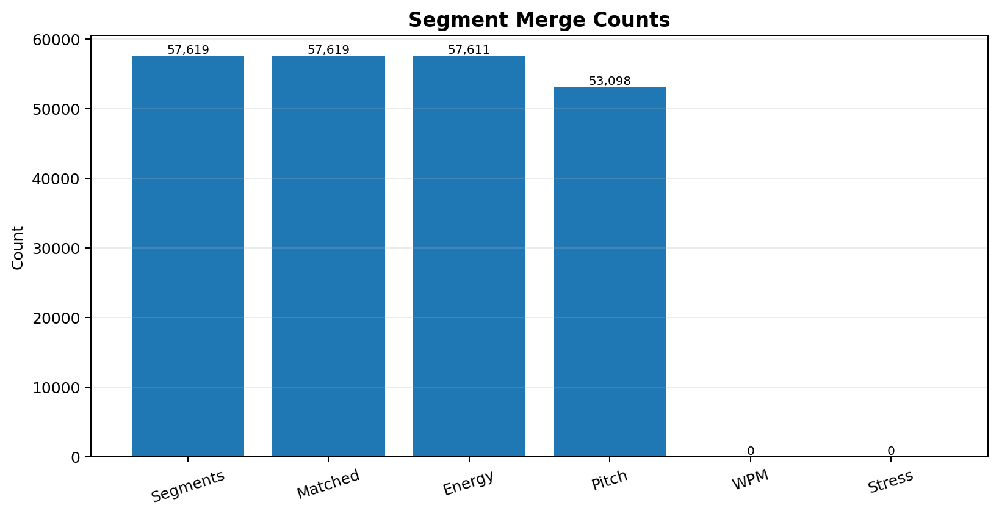 Segment Merge Counts
60000
50000
40000
30000
20000
10000
0
Count
57,619
57,619
57,611
53,098
0
0
Segments
Matched
Energy
Pitch
WPM
Stress